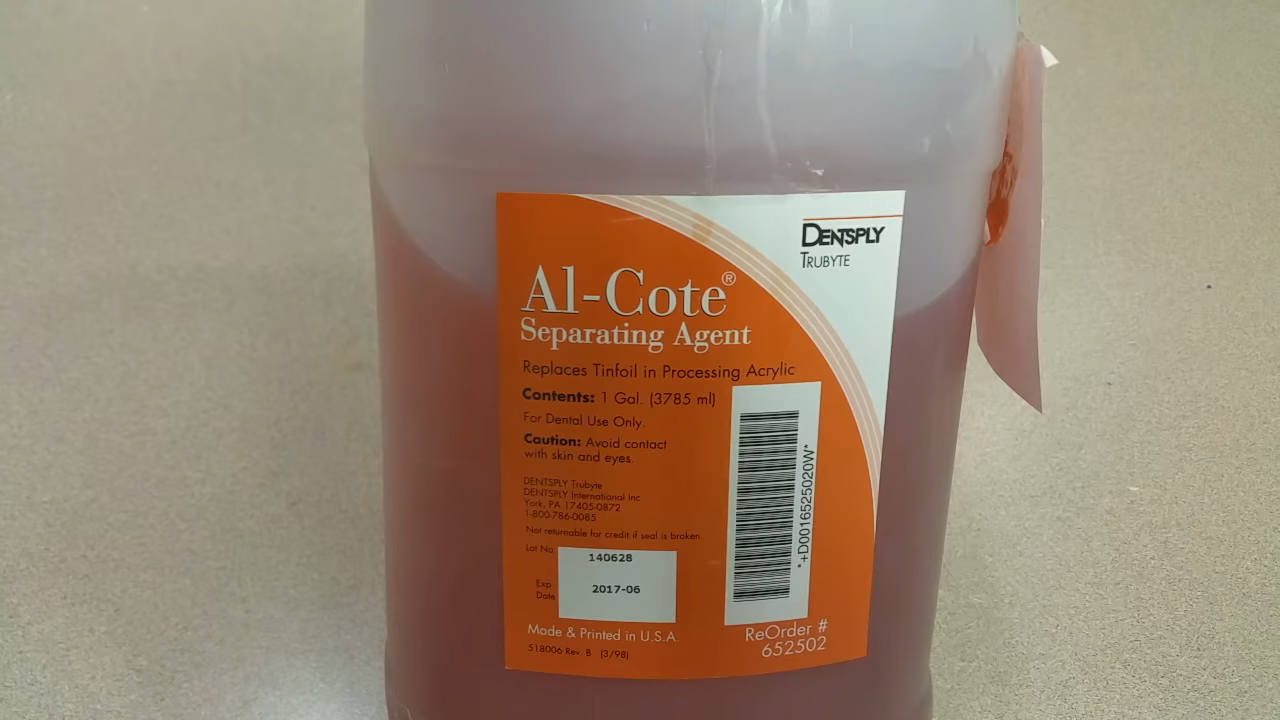 DENTSPLY
TRUBYTE
Al-Cote®
Separating Agent
Replaces Tinfoil in Processing Acrylic
Contents: 1 Gal. (3785 ml)
For Dental Use Only.
Caution: Avoid contact
with skin and eyes.
DENTSPLY Trubyte
DENTSPLY International Inc
York, PA 17405-0872
1-800-786-0085
Not returnable for credit if seal is broken
Lot No. 140628
Exp
Date 2017-06
*+D0016525020W*
Made & Printed in U.S.A.
518006 Rev. B (3/98)
ReOrder #
652502